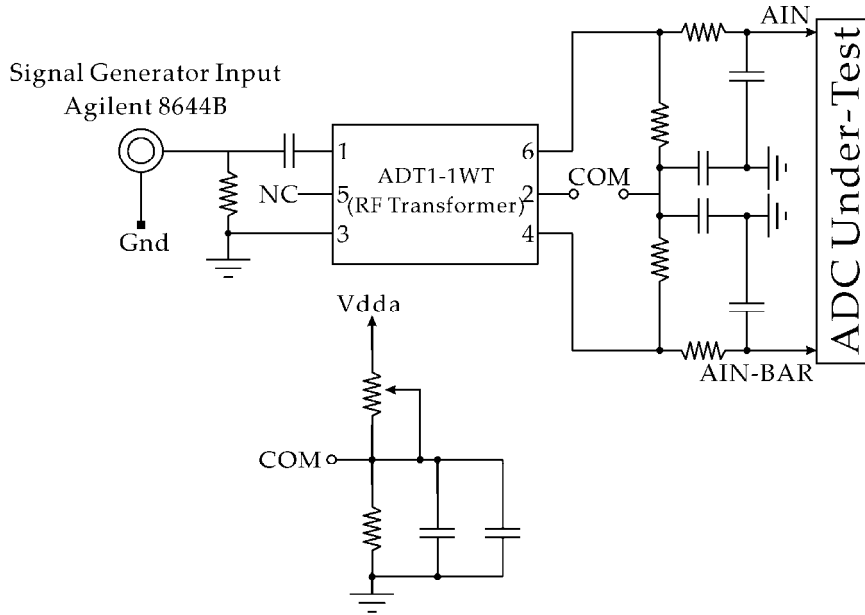 Signal Generator Input
Agilent 8644B
Gnd
NC
1
5
3
ADT1-1WT
(RF Transformer)
6
2
4
COM
AIN
AIN-BAR
ADC Under-Test
Vdda
COM